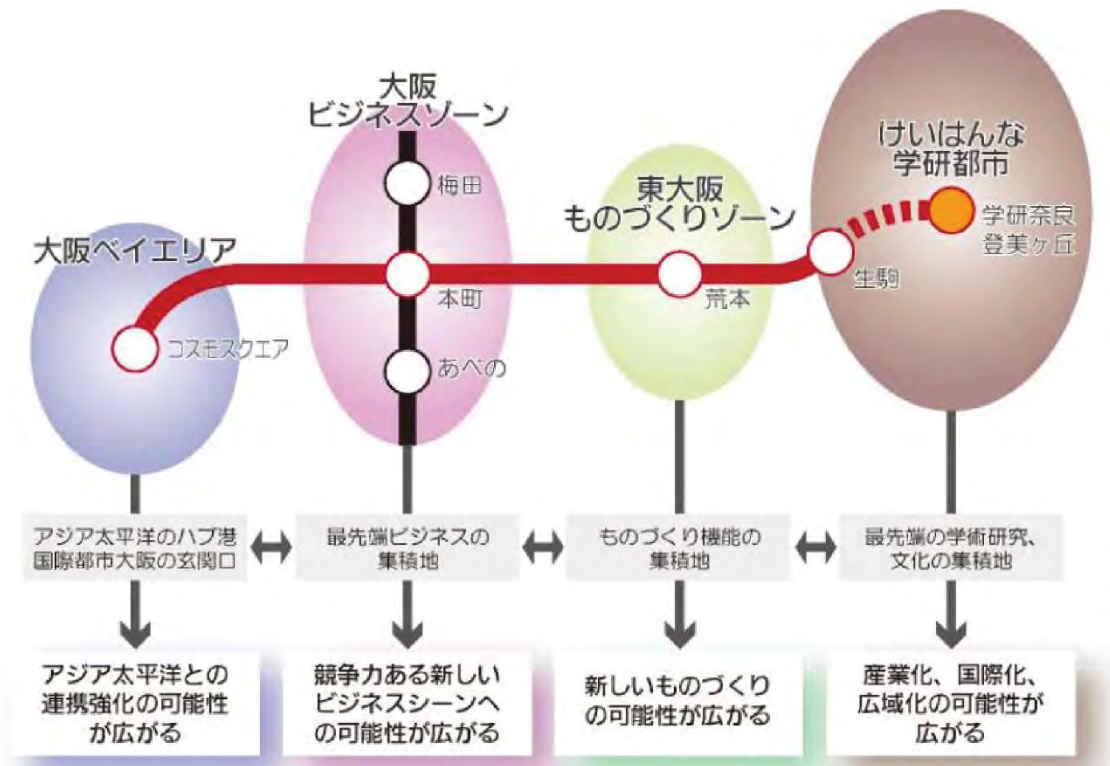 大阪ベイエリア
コスモスクエア
大阪
ビジネスゾーン
梅田
本町
あべの
東大阪
ものづくりゾーン
荒本
けいはんな
学研都市
生駒
学研奈良
登美ヶ丘
アジア太平洋のハブ港
国際都市大阪の玄関口
最先端ビジネスの
集積地
ものづくり機能の
集積地
最先端の学術研究、
文化の集積地
アジア太平洋との
連携強化の可能性
が広がる
競争力ある新しい
ビジネスシーンへ
の可能性が広がる
新しいものづくり
の可能性が広がる
産業化、国際化、
広域化の可能性が
広がる